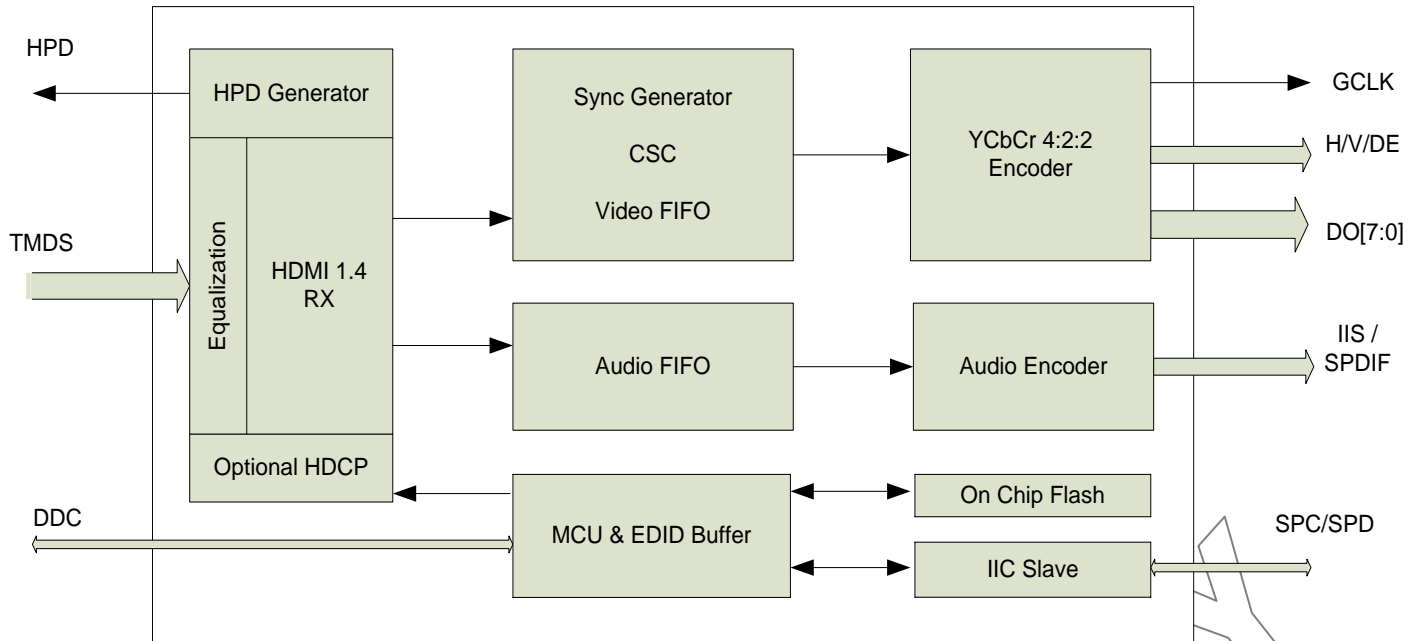 HPD
HPD Generator
Sync Generator
CSC
Video FIFO
YCbCr 4:2:2
Encoder
GCLK
H/V/DE
DO[7:0]
TMDS
Equalization
HDMI 1.4
RX
Audio FIFO
Audio Encoder
IIS /
SPDIF
Optional HDCP
DDC
MCU & EDID Buffer
On Chip Flash
IIC Slave
SPC/SPD